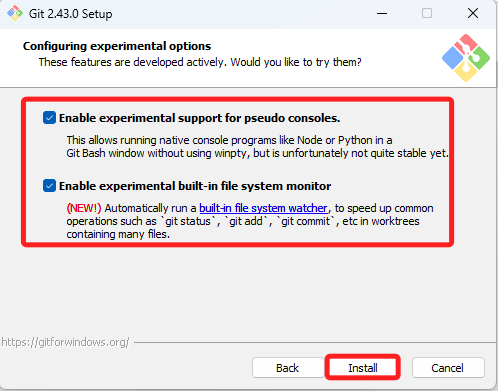 Git 2.43.0 Setup
Configuring experimental options
These features are developed actively. Would you like to try them?
Enable experimental support for pseudo consoles.
This allows running native console programs like Node or Python in a
Git Bash window without using winpty, but is unfortunately not quite stable yet.
Enable experimental built-in file system monitor
(NEW!) Automatically run a built-in file system watcher, to speed up common
operations such as `git status`, `git add`, `git commit`, etc in worktrees
containing many files.
https://gitforwindows.org/
Back Install Cancel